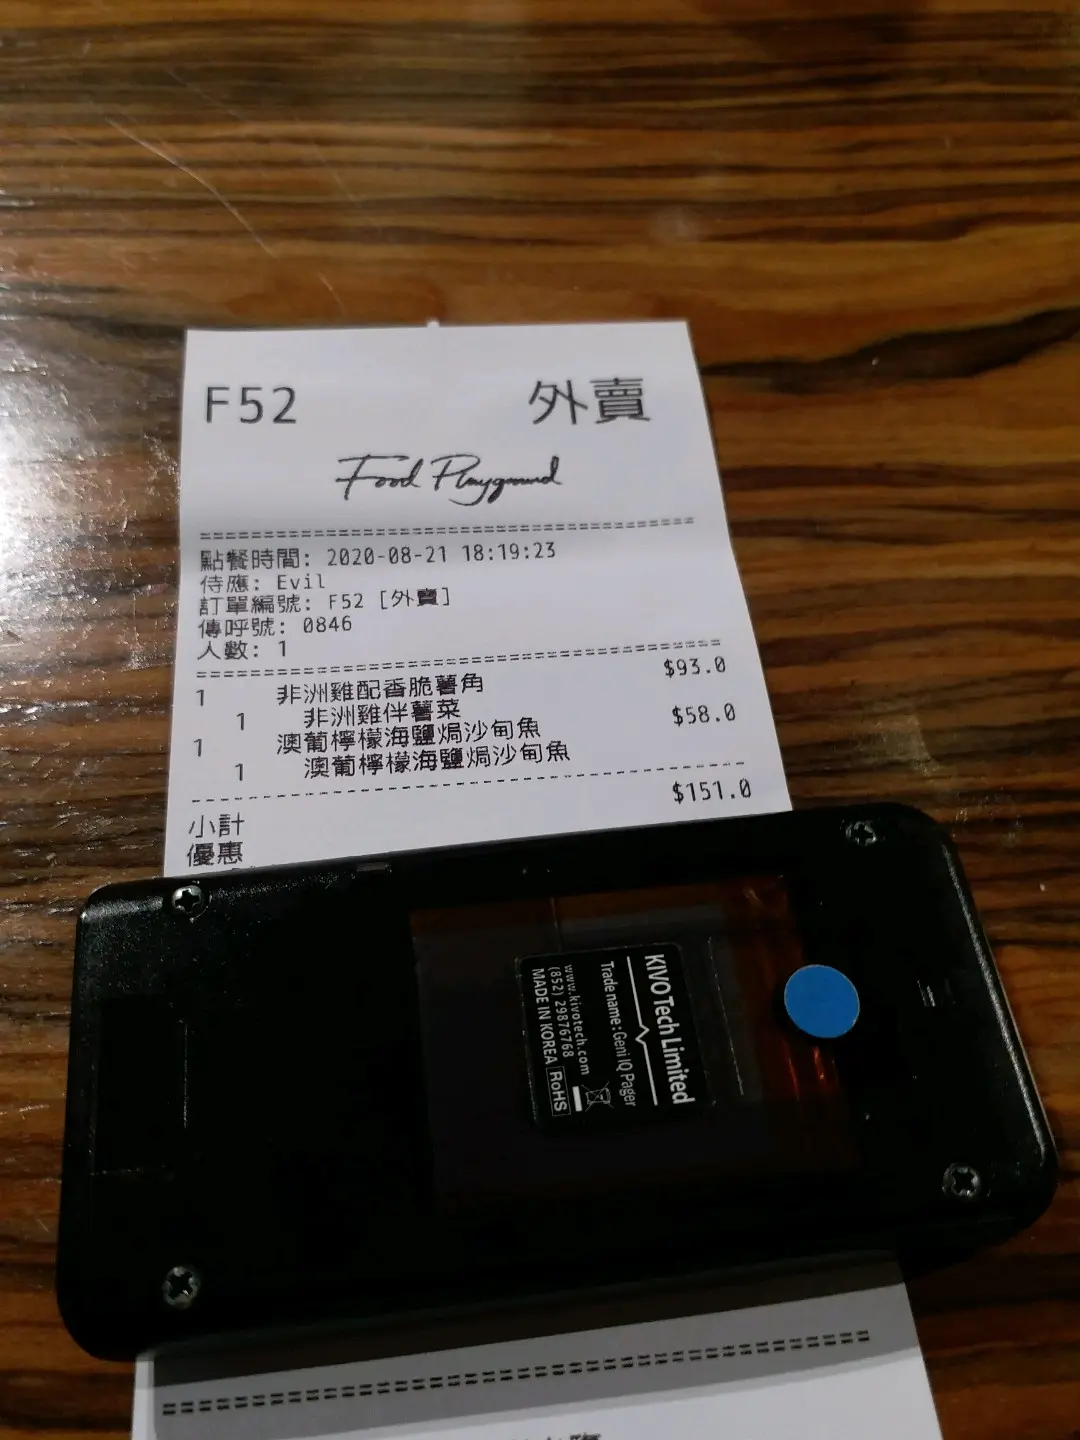 F52 外賣
Food Playground
================================================
點餐時間: 2020-08-21 18:19:23
侍應: Evil
訂單編號: F52 [外賣]
傳呼號: 0846
人數: 1
================================================
1 非洲雞配香脆薯角 $93.0
1 非洲雞伴薯菜
1 澳葡檸檬海鹽焗沙甸魚 $58.0
1 澳葡檸檬海鹽焗沙甸魚
------------------------------------------------
小計 $151.0
優惠
KIVO Tech Limited
Trade name : Geni IQ Pager
www.kivotech.com
(852) 29876768
MADE IN KOREA RoHS
================================================